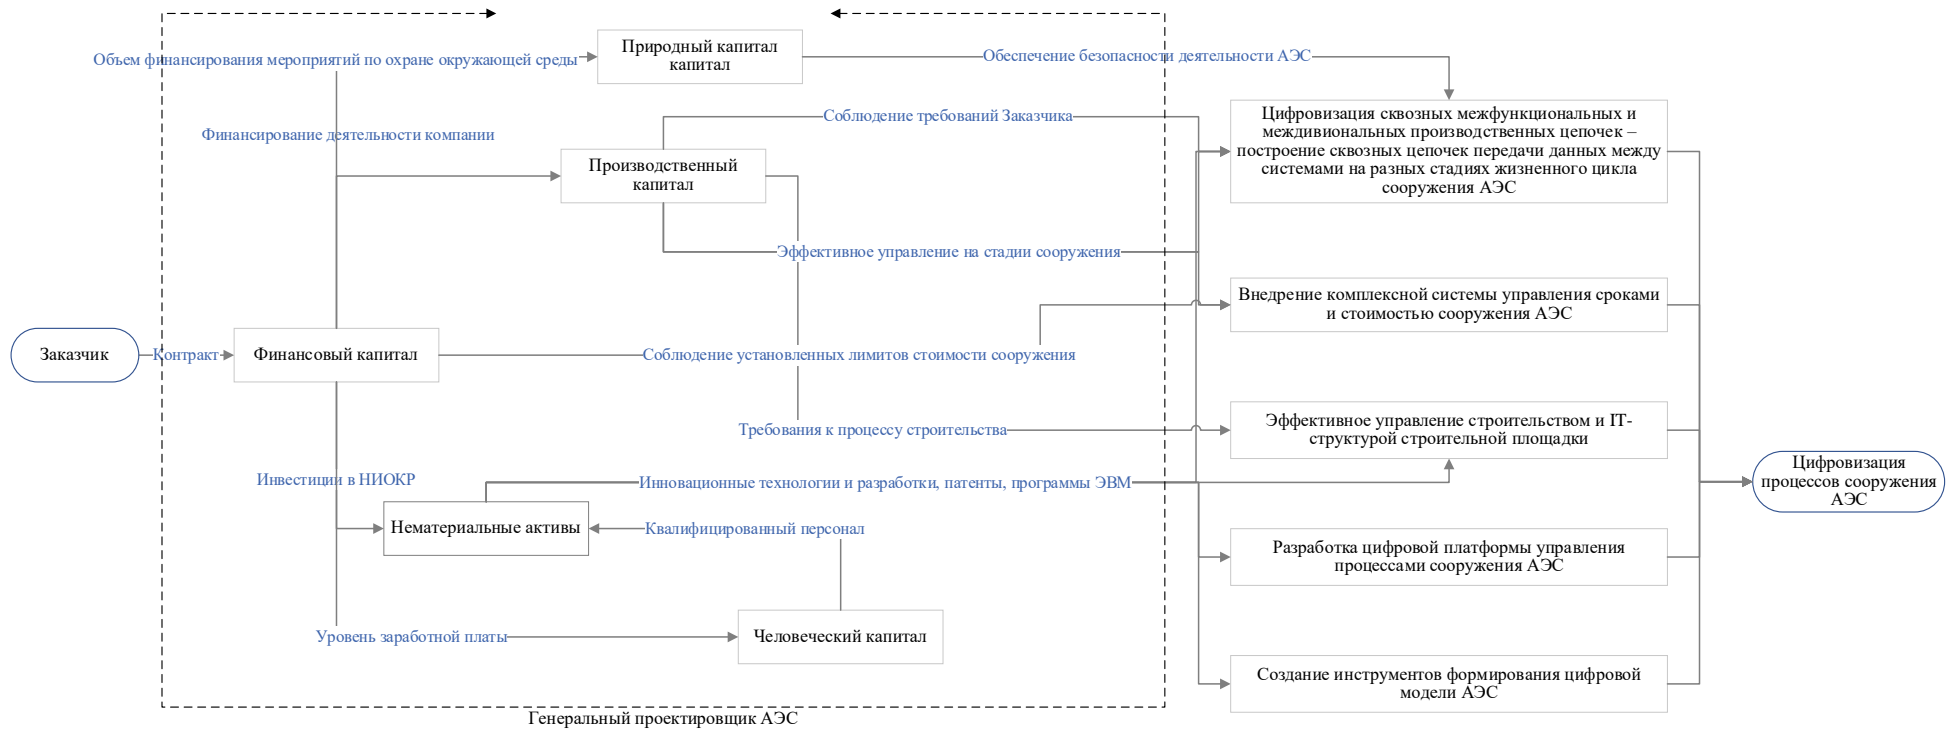 Природный капитал
капитал
Объем финансирования мероприятий по охране окружающей среды
Обеспечение безопасности деятельности АЭС
Финансирование деятельности компании
Соблюдение требований Заказчика
Производственный
капитал
Цифровизация сквозных межфункциональных и
междивиональных производственных цепочек –
построение сквозных цепочек передачи данных между
системами на разных стадиях жизненного цикла
сооружения АЭС
Эффективное управление на стадии сооружения
Внедрение комплексной системы управления сроками
и стоимостью сооружения АЭС
Заказчик
Контракт
Финансовый капитал
Соблюдение установленных лимитов стоимости сооружения
Требования к процессу строительства
Эффективное управление строительством и IT-
структурой строительной площадки
Инвестиции в НИОКР
Инновационные технологии и разработки, патенты, программы ЭВМ
Цифровизация
процессов сооружения
АЭС
Нематериальные активы
Квалифицированный персонал
Разработка цифровой платформы управления
процессами сооружения АЭС
Уровень заработной платы
Человеческий капитал
Создание инструментов формирования цифровой
модели АЭС
Генеральный проектировщик АЭС